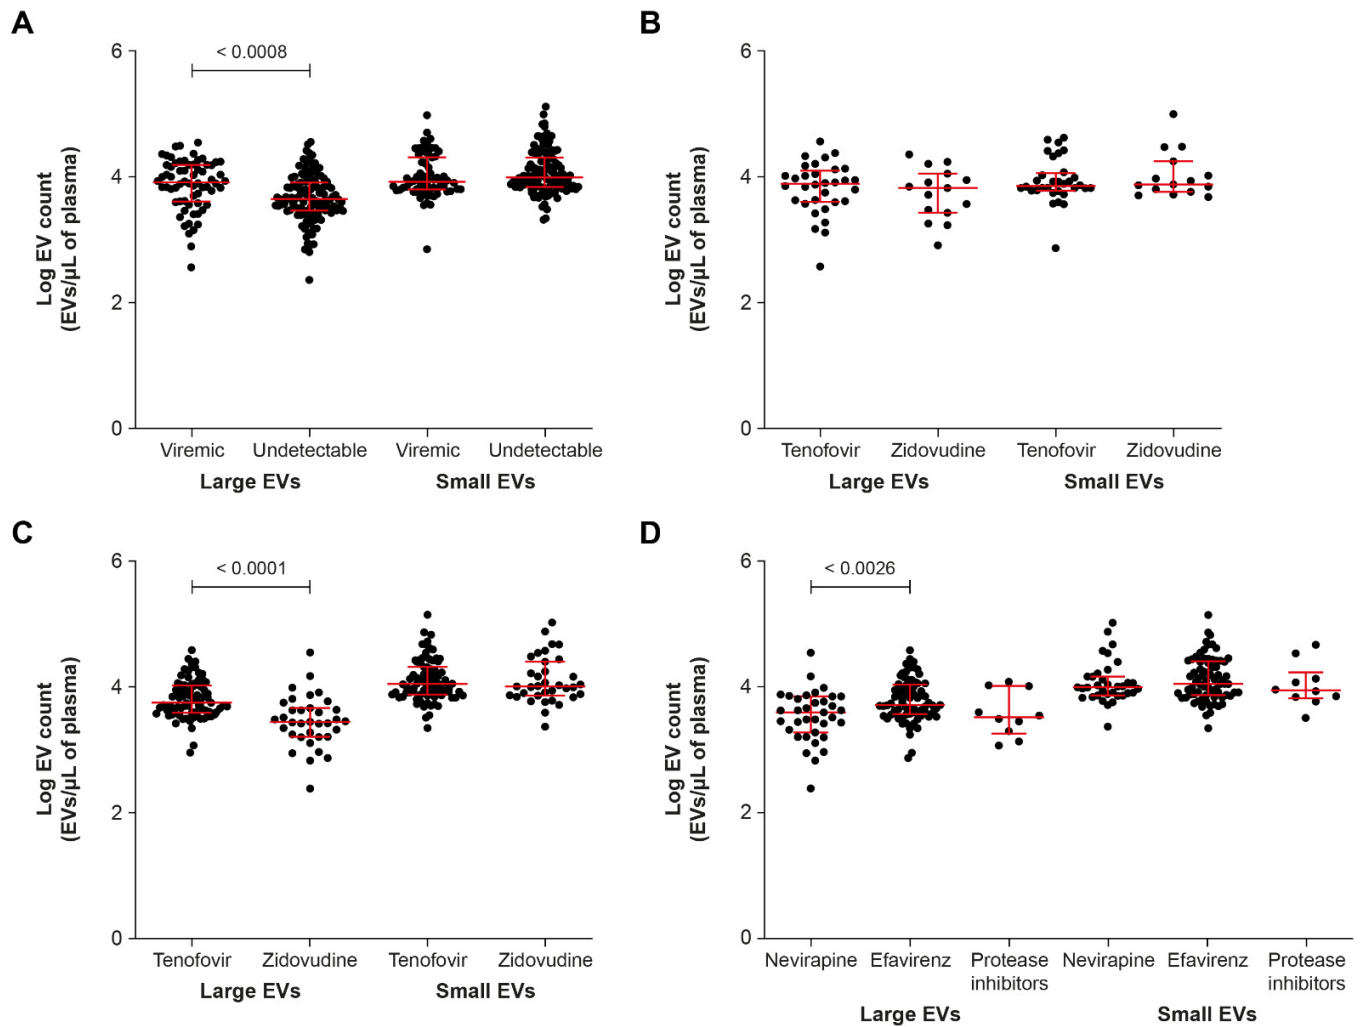 A
Log EV count
(EVs/μL of plasma)
6
4
2
0
< 0.0008
Viremic Undetectable Viremic Undetectable
Large EVs Small EVs
B
Log EV count
(EVs/μL of plasma)
6
4
2
0
Tenofovir Zidovudine Tenofovir Zidovudine
Large EVs Small EVs
C
Log EV count
(EVs/μL of plasma)
6
4
2
0
< 0.0001
Tenofovir Zidovudine Tenofovir Zidovudine
Large EVs Small EVs
D
Log EV count
(EVs/μL of plasma)
6
4
2
0
< 0.0026
Nevirapine Efavirenz Protease Nevirapine Efavirenz Protease
inhibitors inhibitors
Large EVs Small EVs